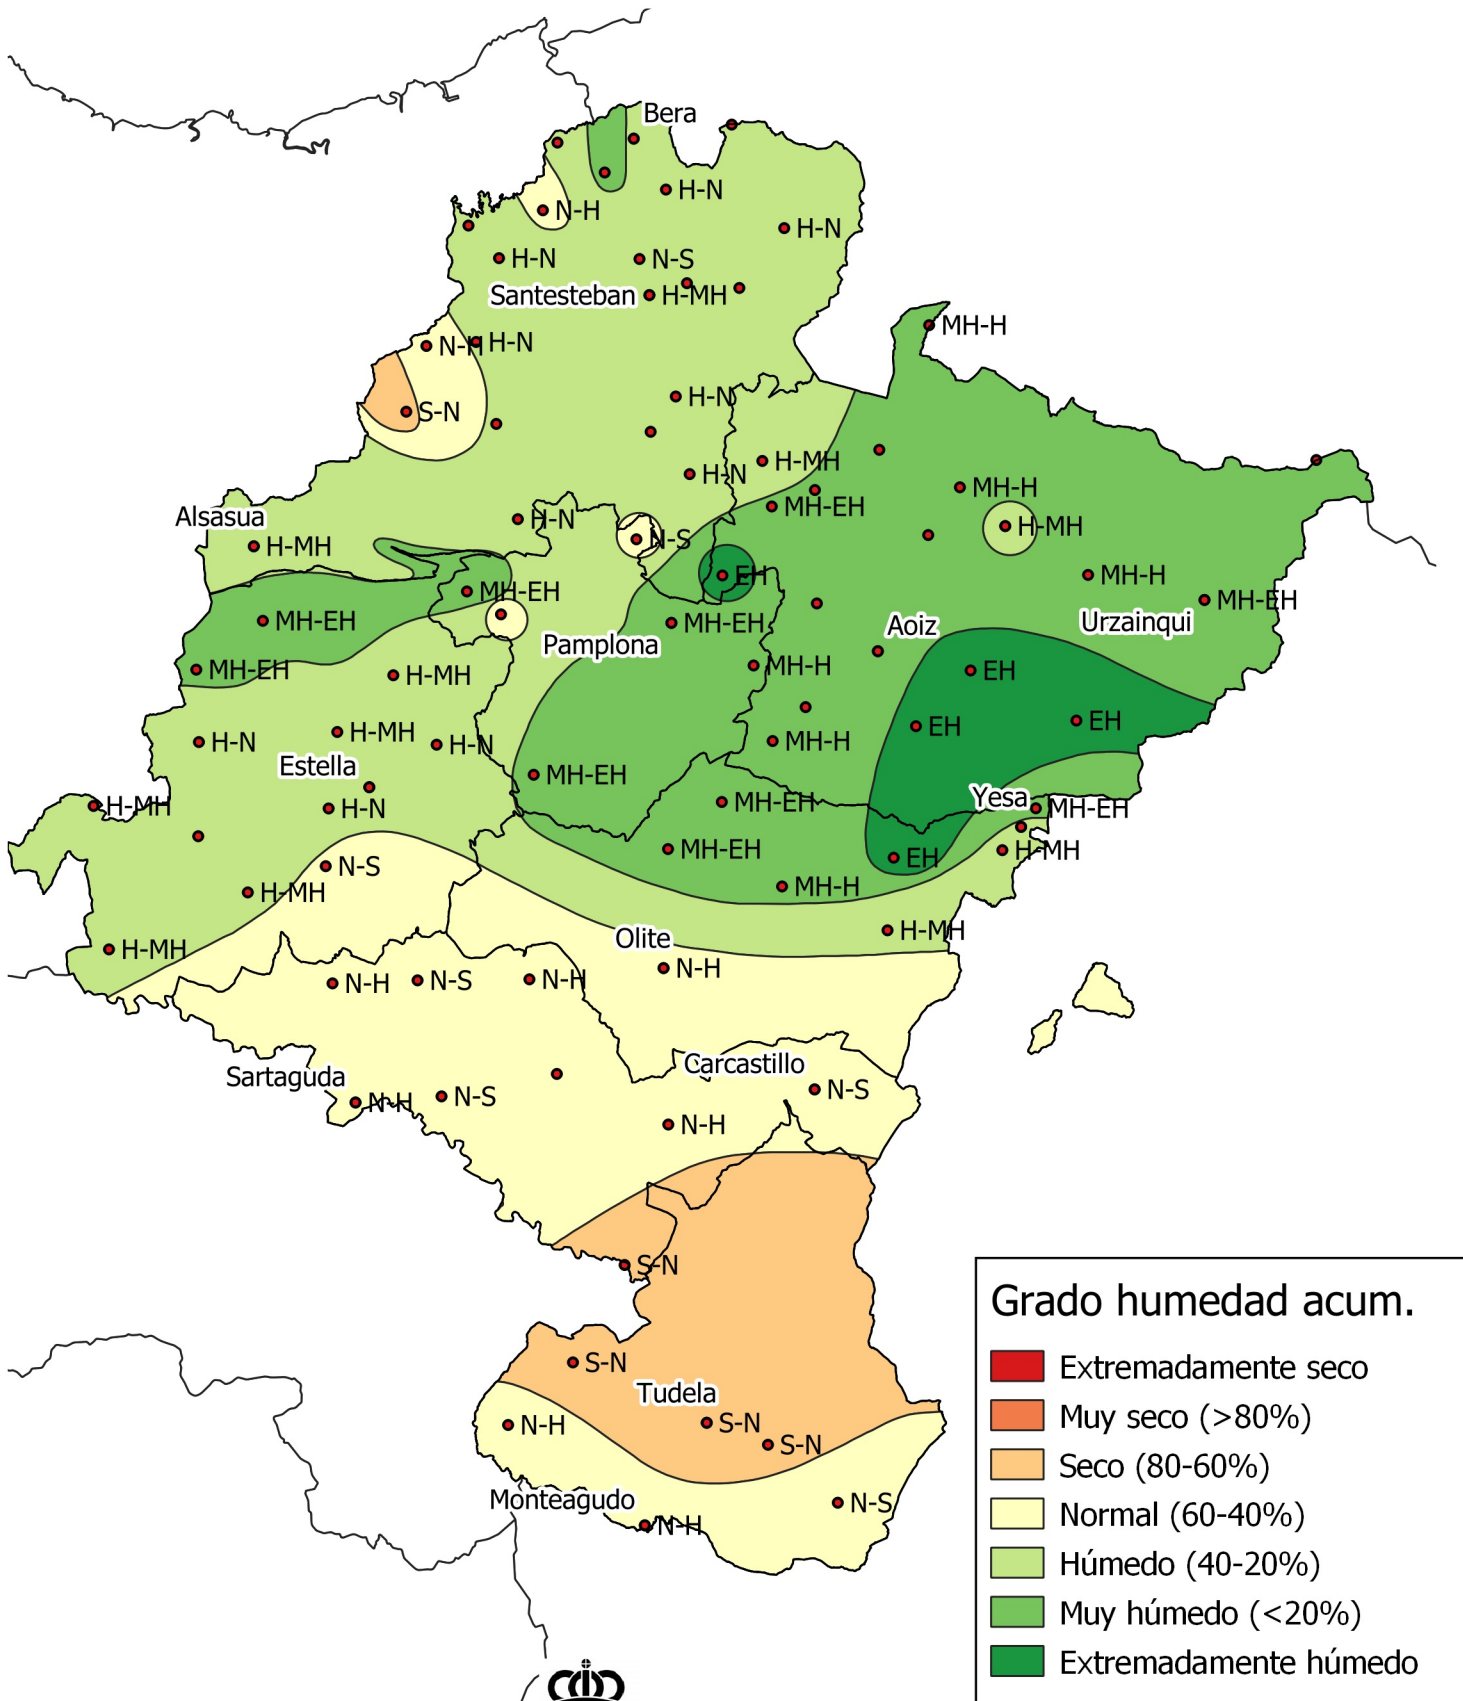 Bera
H-N
N-H
H-N
H-N
N-S
Santesteban
H-MH
MH-H
N-H
H-N
H-N
S-N
H-MH
H-N
MH-H
MH-EH
Alsasua
H-N
H-MH
N-S
H-MH
EH
MH-H
MH-EH
MH-EH
MH-EH
MH-EH
Aoiz
Urzainqui
Pamplona
MH-H
MH-EH
H-MH
EH
EH
EH
H-N
H-MH
H-N
MH-H
Estella
MH-EH
H-MH
H-N
MH-EH
Yesa
MH-EH
N-S
MH-EH
EH
H-MH
H-MH
MH-H
H-MH
Olite
H-MH
N-H
N-H
N-S
N-H
Sartaguda
Carcastillo
N-H
N-S
N-S
N-H
S-N
S-N
Tudela
N-H
S-N
S-N
Monteagudo
N-H
N-S
Grado humedad acum.
Extremadamente seco
Muy seco (>80%)
Seco (80-60%)
Normal (60-40%)
Húmedo (40-20%)
Muy húmedo (<20%)
Extremadamente húmedo